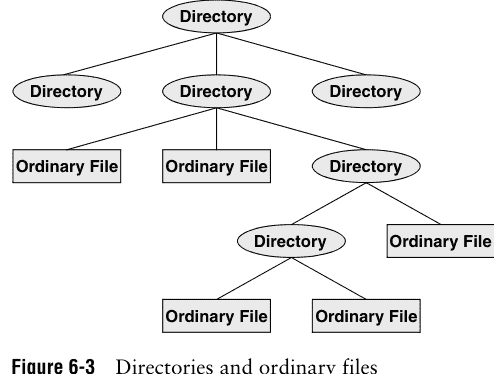 Directory
Directory Directory Directory
Ordinary File Ordinary File Directory
Directory Ordinary File
Ordinary File Ordinary File
Figure 6-3 Directories and ordinary files